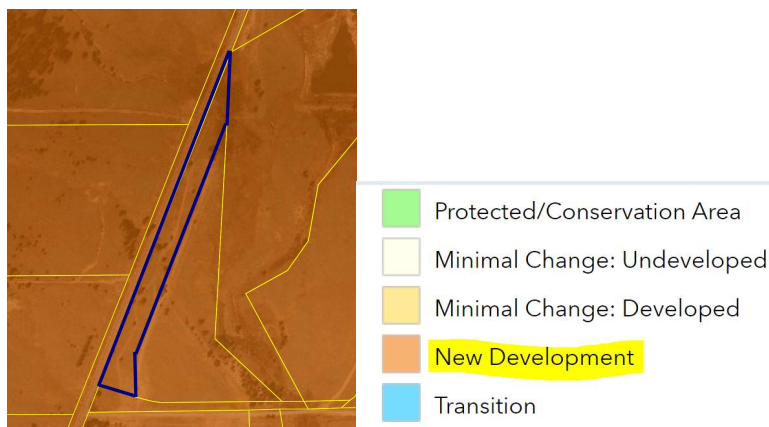 Protected/Conservation Area
Minimal Change: Undeveloped
Minimal Change: Developed
New Development
Transition